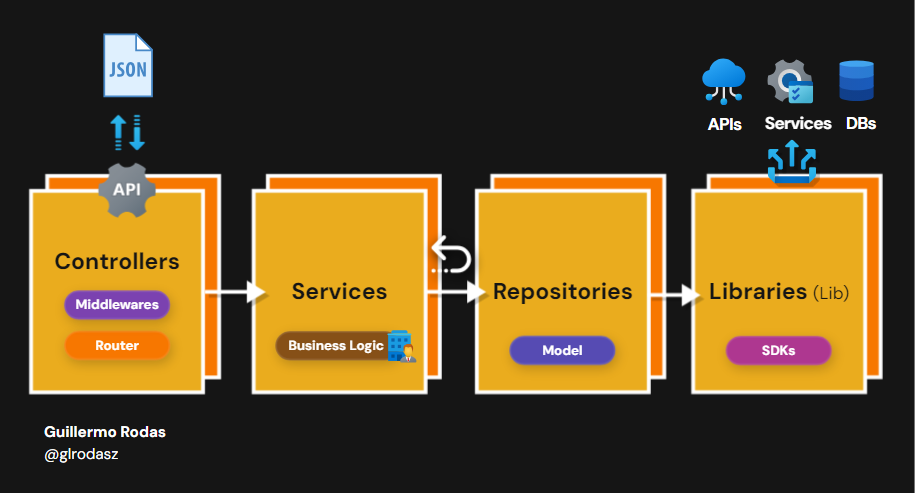 JSON
APIs
Services
DBs
API
Controllers
Middlewares
Router
Services
Business Logic
Repositories
Model
Libraries (Lib)
SDKs
Guillermo Rodas
@glrodasz